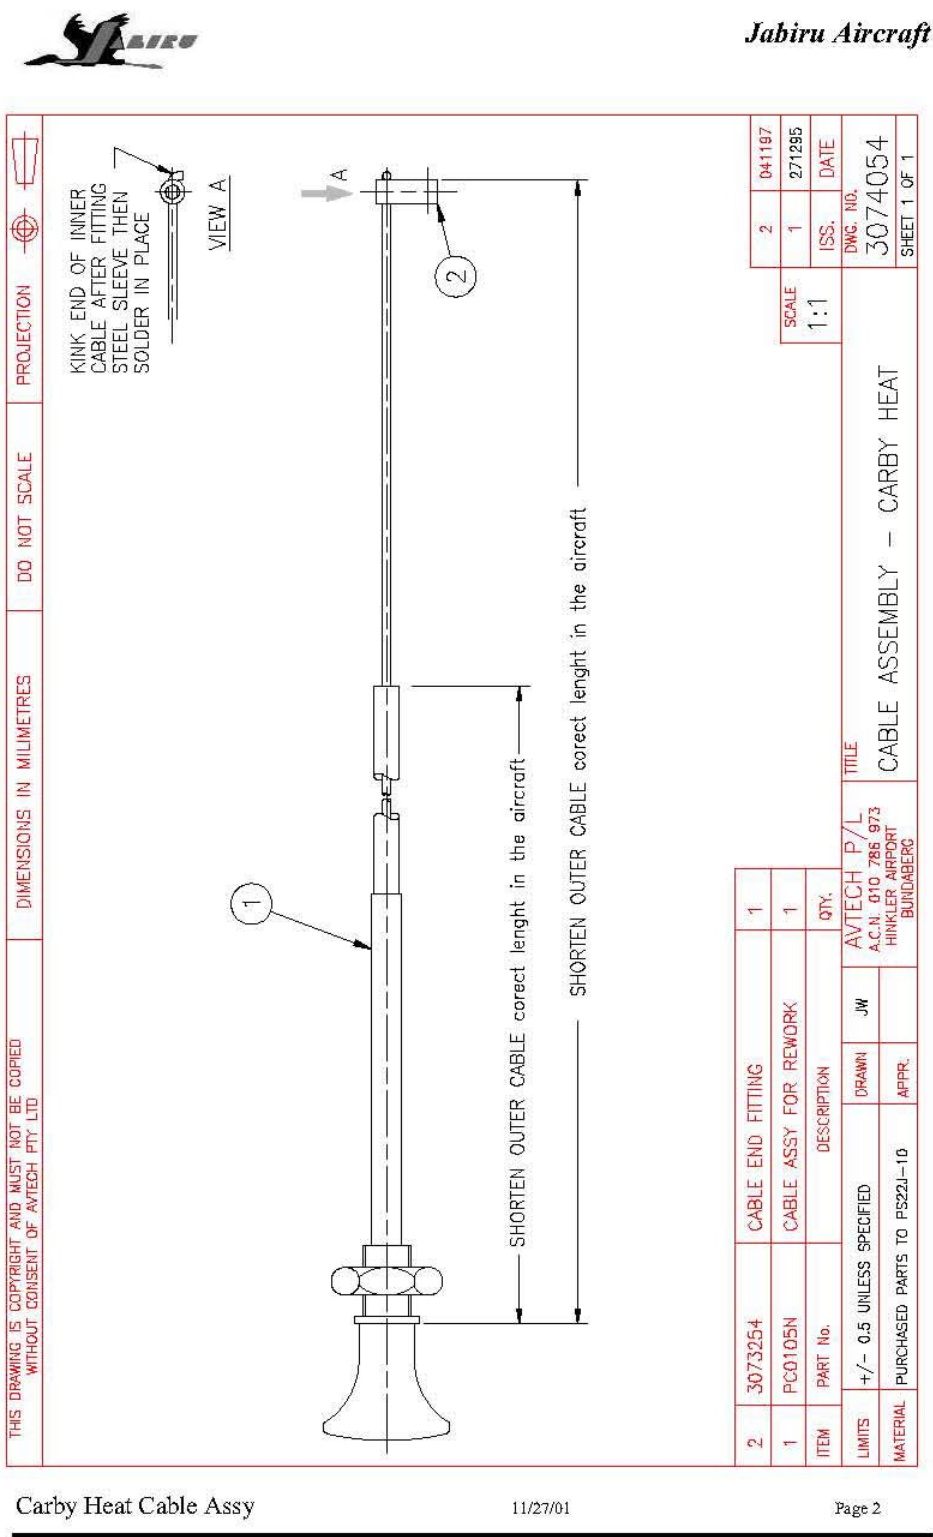 JABIRU
Jabiru Aircraft
THIS DRAWING IS COPYRIGHT AND MUST NOT BE COPIED
WITHOUT CONSENT OF AVTECH PTY LTD
DIMENSIONS IN MILIMETRES
DO NOT SCALE
PROJECTION
KINK END OF INNER
CABLE AFTER FITTING
STEEL SLEEVE THEN
SOLDER IN PLACE
VIEW A
A
1
2
SHORTEN OUTER CABLE corect lenght in the aircraft
SHORTEN OUTER CABLE corect lenght in the aircraft
2 3073254 CABLE END FITTING 1
1 PC0105N CABLE ASSY FOR REWORK 1
ITEM PART No. DESCRIPTION QTY.
2 041197
1 271295
ISS. DATE
SCALE
1:1
LIMITS +/- 0.5 UNLESS SPECIFIED
DRAWN JW
MATERIAL PURCHASED PARTS TO PS22J-10
APPR.
AVTECH P/L
A.C.N. 010 786 973
HINKLER AIRPORT
BUNDABERG
TITLE
CABLE ASSEMBLY - CARBY HEAT
DWG. NO.
3074054
SHEET 1 OF 1
Carby Heat Cable Assy 11/27/01 Page 2